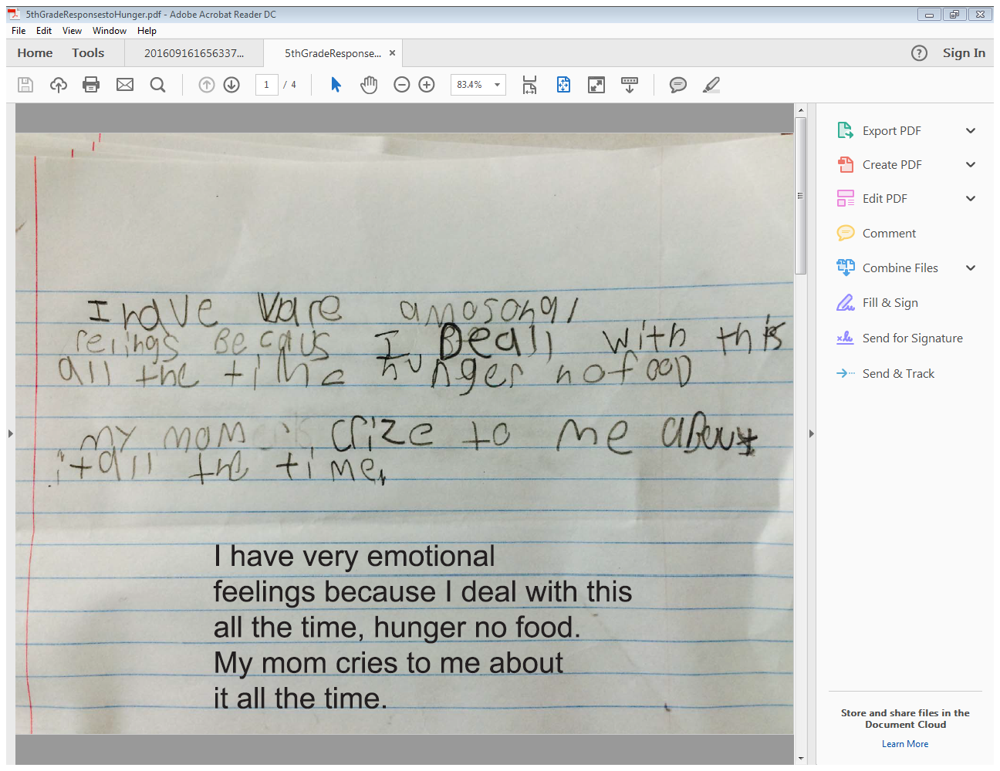 5thGradeResponsestoHunger.pdf - Adobe Acrobat Reader DC
File Edit View Window Help
Home Tools 201609161656337... 5thGradeResponse... × ? Sign In
1 / 4 83.4%
Export PDF
Create PDF
Edit PDF
Comment
Combine Files
Fill & Sign
Send for Signature
Send & Track
I have vare amosonal
feelings Becaus I Deall with this
all the time hunger no food
my mom crize to me about
it all the time.
I have very emotional
feelings because I deal with this
all the time, hunger no food.
My mom cries to me about
it all the time.
Store and share files in the
Document Cloud
Learn More